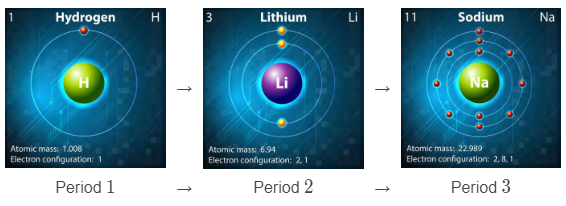 1 Hydrogen H
H
Atomic mass: 1.008
Electron configuration: 1
→
3 Lithium Li
Li
Atomic mass: 6.94
Electron configuration: 2, 1
→
11 Sodium Na
Na
Atomic mass: 22.989
Electron configuration: 2, 8, 1
Period 1 → Period 2 → Period 3